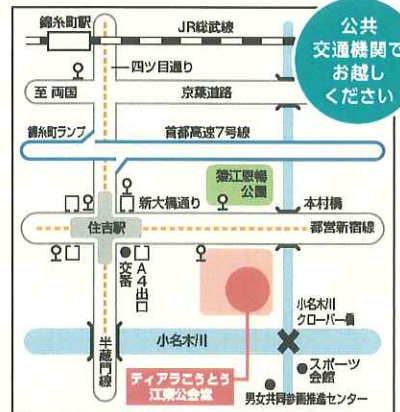 公共
交通機関で
お越し
ください
錦糸町駅
JR総武線
四ツ目通り
至 両国
京葉道路
錦糸町ランプ
首都高速7号線
猿江恩賜
公園
新大橋通り
本村橋
住吉駅
都営新宿線
交番
A4出口
小名木川
クローバー橋
小名木川
半蔵門線
スポーツ
会館
ティアラこうとう
江東公会堂
男女共同参画推進センター